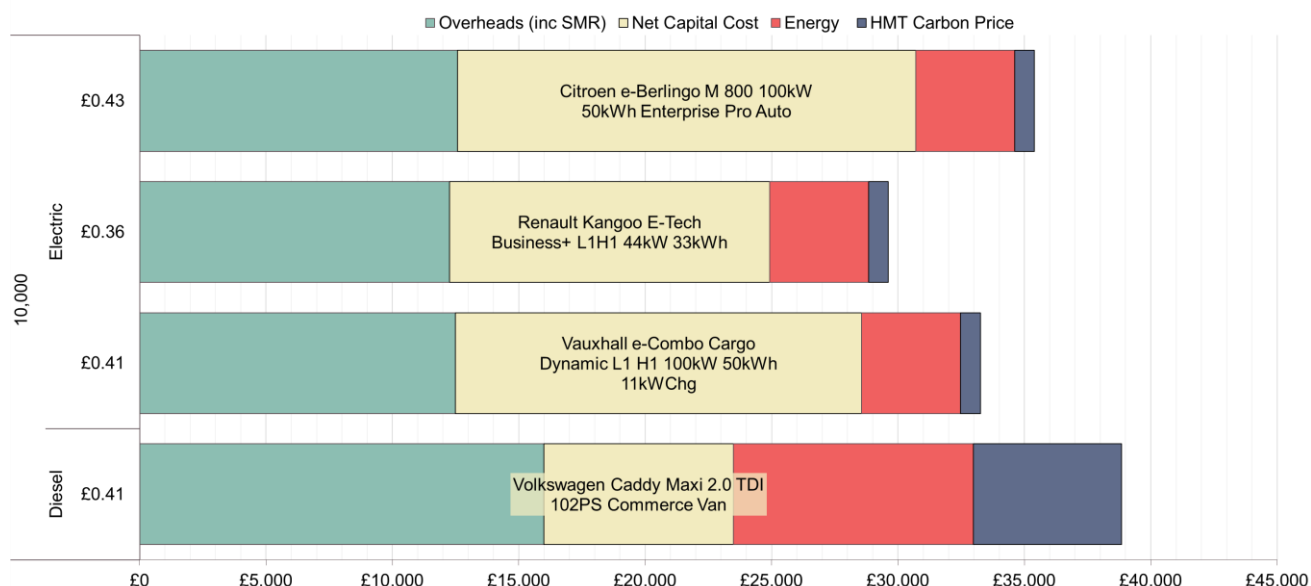 Overheads (inc SMR) Net Capital Cost Energy HMT Carbon Price
10,000
Electric
£0.43
Citroen e-Berlingo M 800 100kW
50kWh Enterprise Pro Auto
£0.36
Renault Kangoo E-Tech
Business+ L1H1 44kW 33kWh
£0.41
Vauxhall e-Combo Cargo
Dynamic L1 H1 100kW 50kWh
11kWChg
Diesel
£0.41
Volkswagen Caddy Maxi 2.0 TDI
102PS Commerce Van
£0 £5,000 £10,000 £15,000 £20,000 £25,000 £30,000 £35,000 £40,000 £45,000